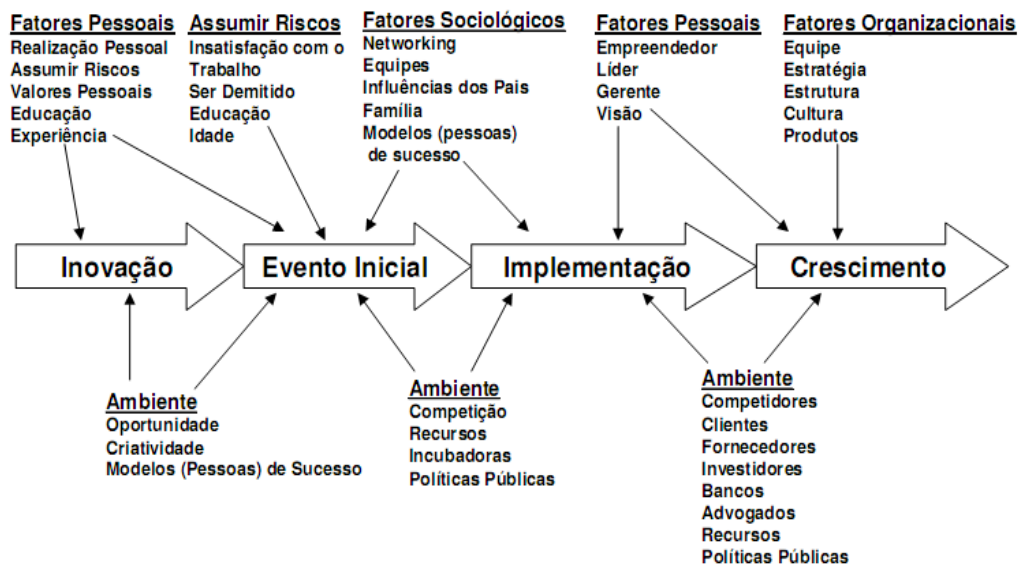 Fatores Pessoais
Realização Pessoal
Assumir Riscos
Valores Pessoais
Educação
Experiência
Assumir Riscos
Insatisfação com o
Trabalho
Ser Demitido
Educação
Idade
Fatores Sociológicos
Networking
Equipes
Influências dos Pais
Família
Modelos (pessoas)
de sucesso
Fatores Pessoais
Empreendedor
Líder
Gerente
Visão
Fatores Organizacionais
Equipe
Estratégia
Estrutura
Cultura
Produtos
Inovação
Evento Inicial
Implementação
Crescimento
Ambiente
Oportunidade
Criatividade
Modelos (Pessoas) de Sucesso
Ambiente
Competição
Recursos
Incubadoras
Políticas Públicas
Ambiente
Competidores
Clientes
Fornecedores
Investidores
Bancos
Advogados
Recursos
Políticas Públicas